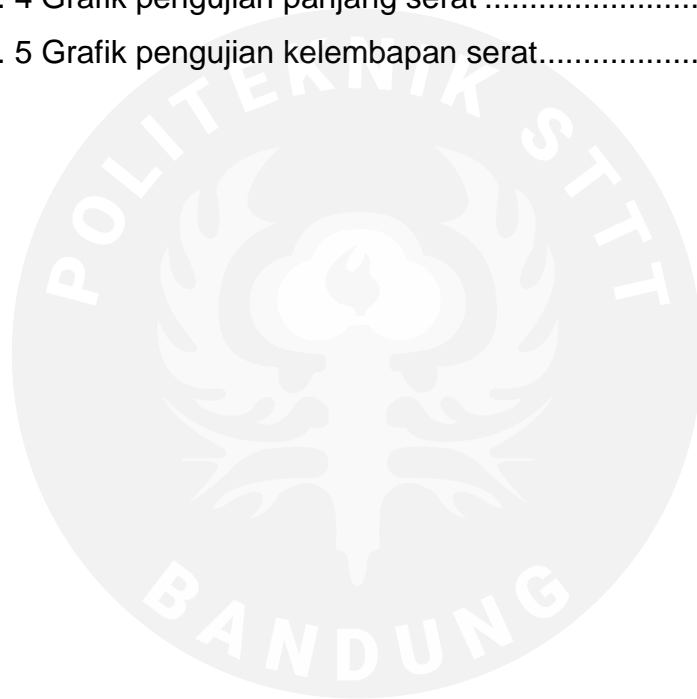 . 4 Grafik pengujian panjang serat ......................
. 5 Grafik pengujian kelembapan serat.................
POLITEKNIK STTT
BANDUNG